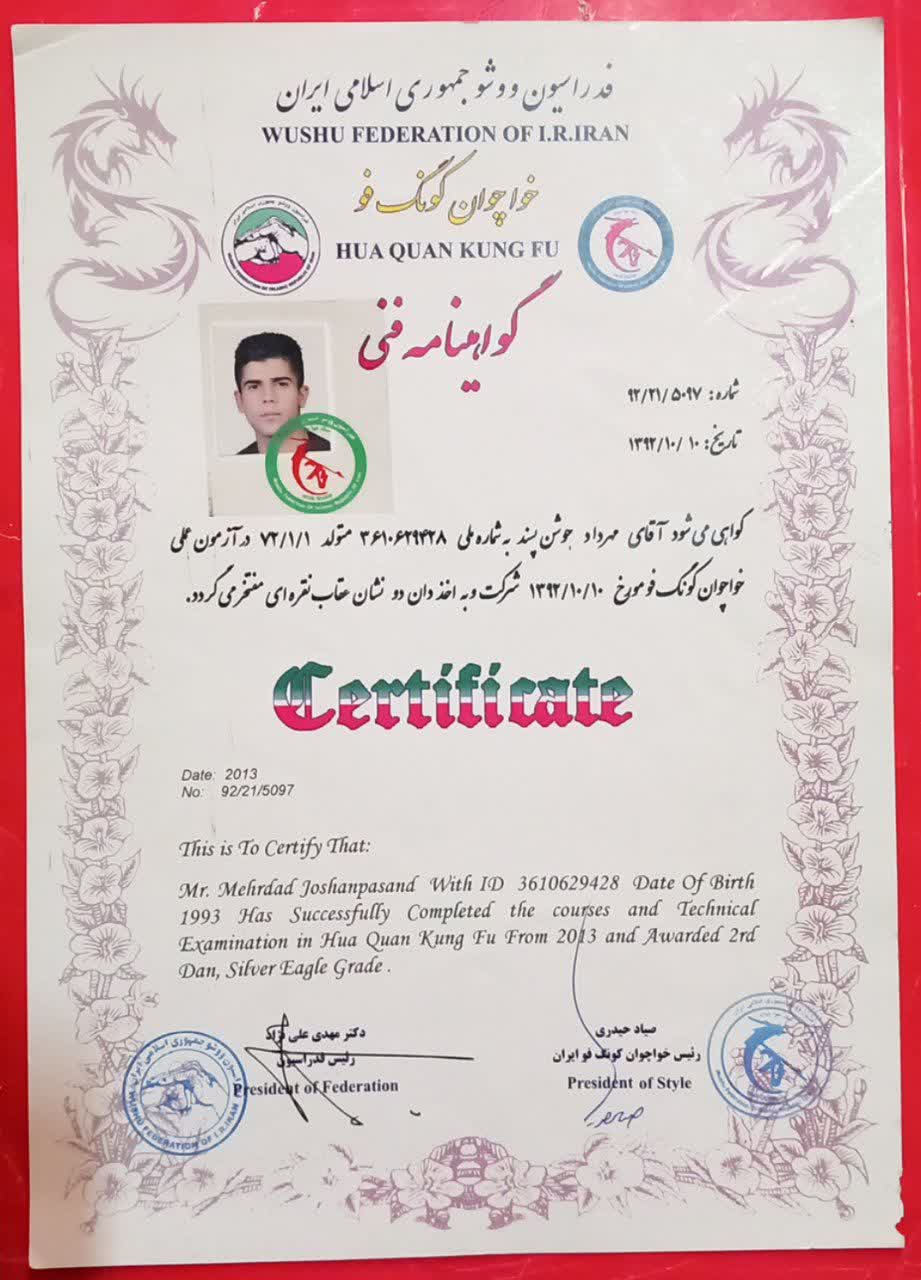 فدراسیون ووشو جمهوری اسلامی ایران
WUSHU FEDERATION OF I.R.IRAN
خواچوان کونگ فو
HUA QUAN KUNG FU
گواهینامه فنی
شماره: ۹۲/۲۱/۵۰۹۷
تاریخ: ۱۳۹۲/۱۰/۱۰
گواهی می شود آقای مهرداد جوشن پسند به شماره ملی ۳۶۱۰۶۲۹۴۲۸ متولد ۷۲/۱/۱ در آزمون عملی
خواچوان کونگ فو مورخ ۱۳۹۲/۱۰/۱۰ شرکت و به اخذ دان دو نشان عقاب نقره ای مفتخر می گردد.
Certificate
Date: 2013
No: 92/21/5097
This is To Certify That:
Mr. Mehrdad Joshanpasand With ID 3610629428 Date Of Birth
1993 Has Successfully Completed the courses and Technical
Examination in Hua Quan Kung Fu From 2013 and Awarded 2rd
Dan, Silver Eagle Grade .
دکتر مهدی علی نژاد
رئیس فدراسیون
President of Federation
صیاد حیدری
رئیس خواچوان کونگ فو ایران
President of Style
WUSHU FEDERATION OF I.R.IRAN